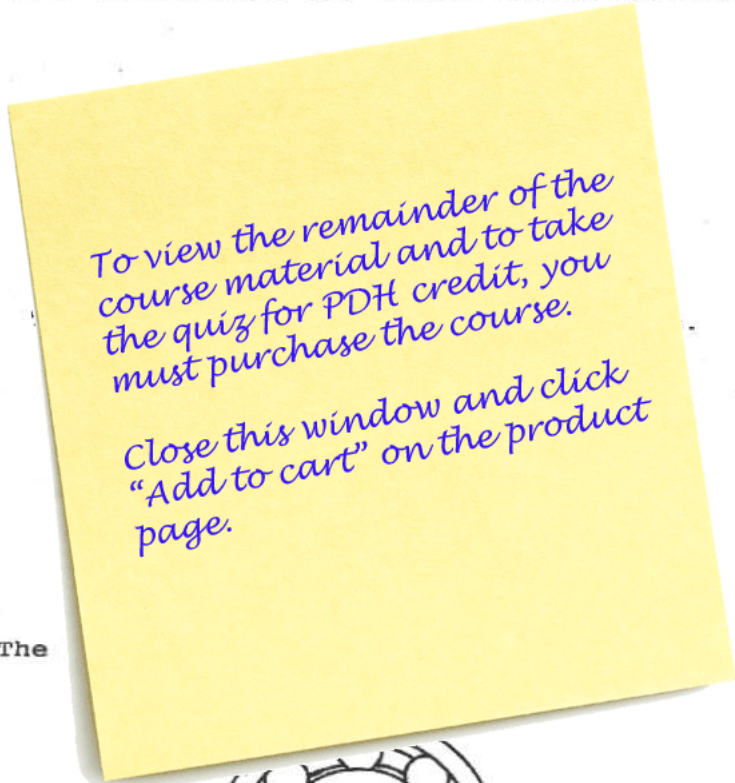 To view the remainder of the
course material and to take
the quiz for PDH credit, you
must purchase the course.
Close this window and click
“Add to cart” on the product
page.
The